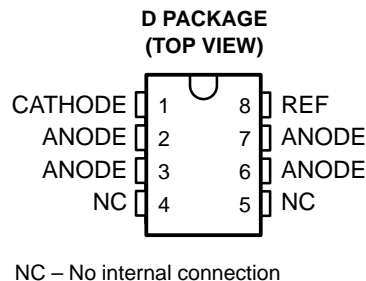 D PACKAGE
(TOP VIEW)
CATHODE 1 8 REF
ANODE 2 7 ANODE
ANODE 3 6 ANODE
NC 4 5 NC
NC – No internal connection